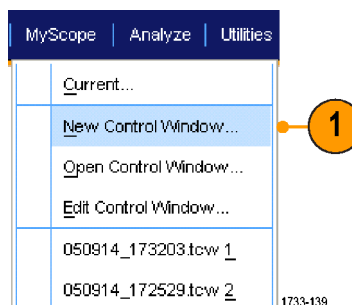 MyScope | Analyze | Utilities
Current...
New Control Window...
1
Open Control Window...
Edit Control Window...
050914_173203.tcw 1
050914_172529.tcw 2
1733-139